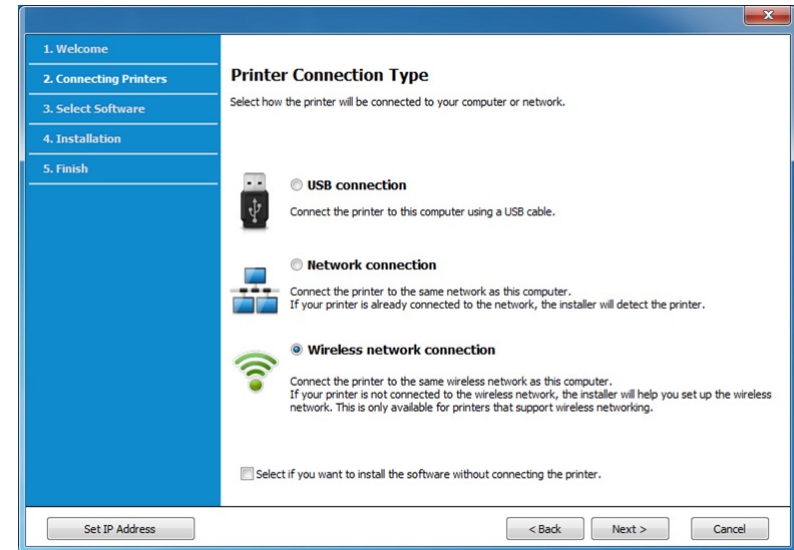 x
1. Welcome
2. Connecting Printers
3. Select Software
4. Installation
5. Finish
Printer Connection Type
Select how the printer will be connected to your computer or network.
USB connection
Connect the printer to this computer using a USB cable.
Network connection
Connect the printer to the same network as this computer.
If your printer is already connected to the network, the installer will detect the printer.
Wireless network connection
Connect the printer to the same wireless network as this computer.
If your printer is not connected to the wireless network, the installer will help you set up the wireless
network. This is only available for printers that support wireless networking.
Select if you want to install the software without connecting the printer.
Set IP Address
< Back
Next >
Cancel